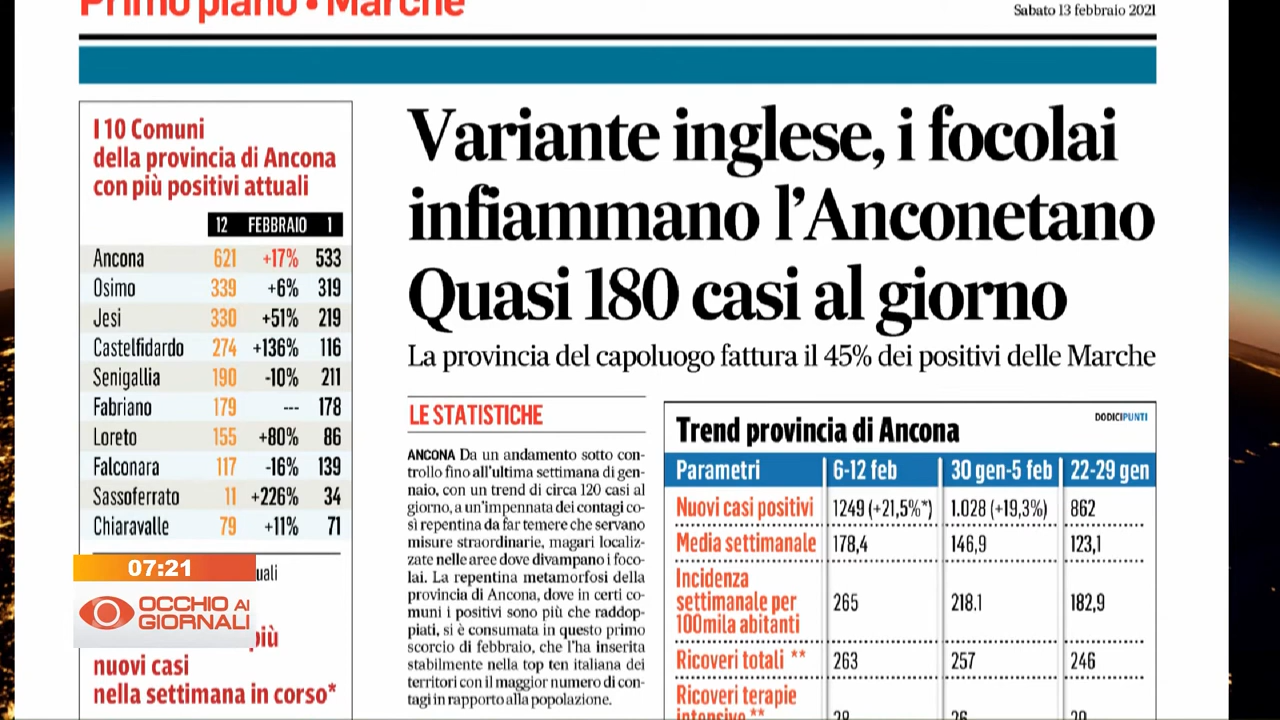 Primo piano • Marche
Sabato 13 febbraio 2021
I 10 Comuni
della provincia di Ancona
con più positivi attuali
12 FEBBRAIO 1
Ancona 621 +17% 533
Osimo 339 +6% 319
Jesi 330 +51% 219
Castelfidardo 274 +136% 116
Senigallia 190 -10% 211
Fabriano 179 --- 178
Loreto 155 +80% 86
Falconara 117 -16% 139
Sassoferrato 11 +226% 34
Chiaravalle 79 +11% 71
uali
07:21
OCCHIO AI
GIORNALI
più
nuovi casi
nella settimana in corso*
Variante inglese, i focolai
infiammano l'Anconetano
Quasi 180 casi al giorno
La provincia del capoluogo fattura il 45% dei positivi delle Marche
LE STATISTICHE
ANCONA Da un andamento sotto con-
trollo fino all'ultima settimana di gen-
naio, con un trend di circa 120 casi al
giorno, a un'impennata dei contagi co-
sì repentina da far temere che servano
misure straordinarie, magari localiz-
zate nelle aree dove divampano i foco-
lai. La repentina metamorfosi della
provincia di Ancona, dove in certi co-
muni i positivi sono più che raddop-
piati, si è consumata in questo primo
scorcio di febbraio, che l'ha inserita
stabilmente nella top ten italiana dei
territori con il maggior numero di con-
tagi in rapporto alla popolazione.
DODICIPUNTI
Trend provincia di Ancona
Parametri 6-12 feb 30 gen-5 feb 22-29 gen
Nuovi casi positivi 1249 (+21,5%*) 1.028 (+19,3%) 862
Media settimanale 178,4 146,9 123,1
Incidenza
settimanale per
100mila abitanti 265 218.1 182,9
Ricoveri totali ** 263 257 246
Ricoveri terapie
intensive **